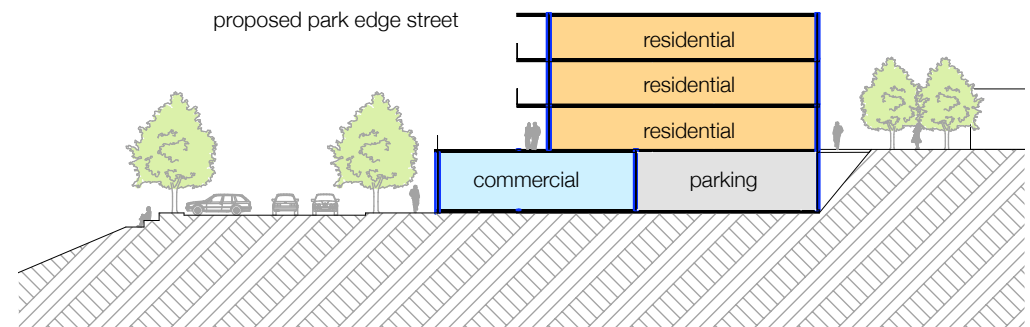 proposed park edge street
residential
residential
residential
commercial parking